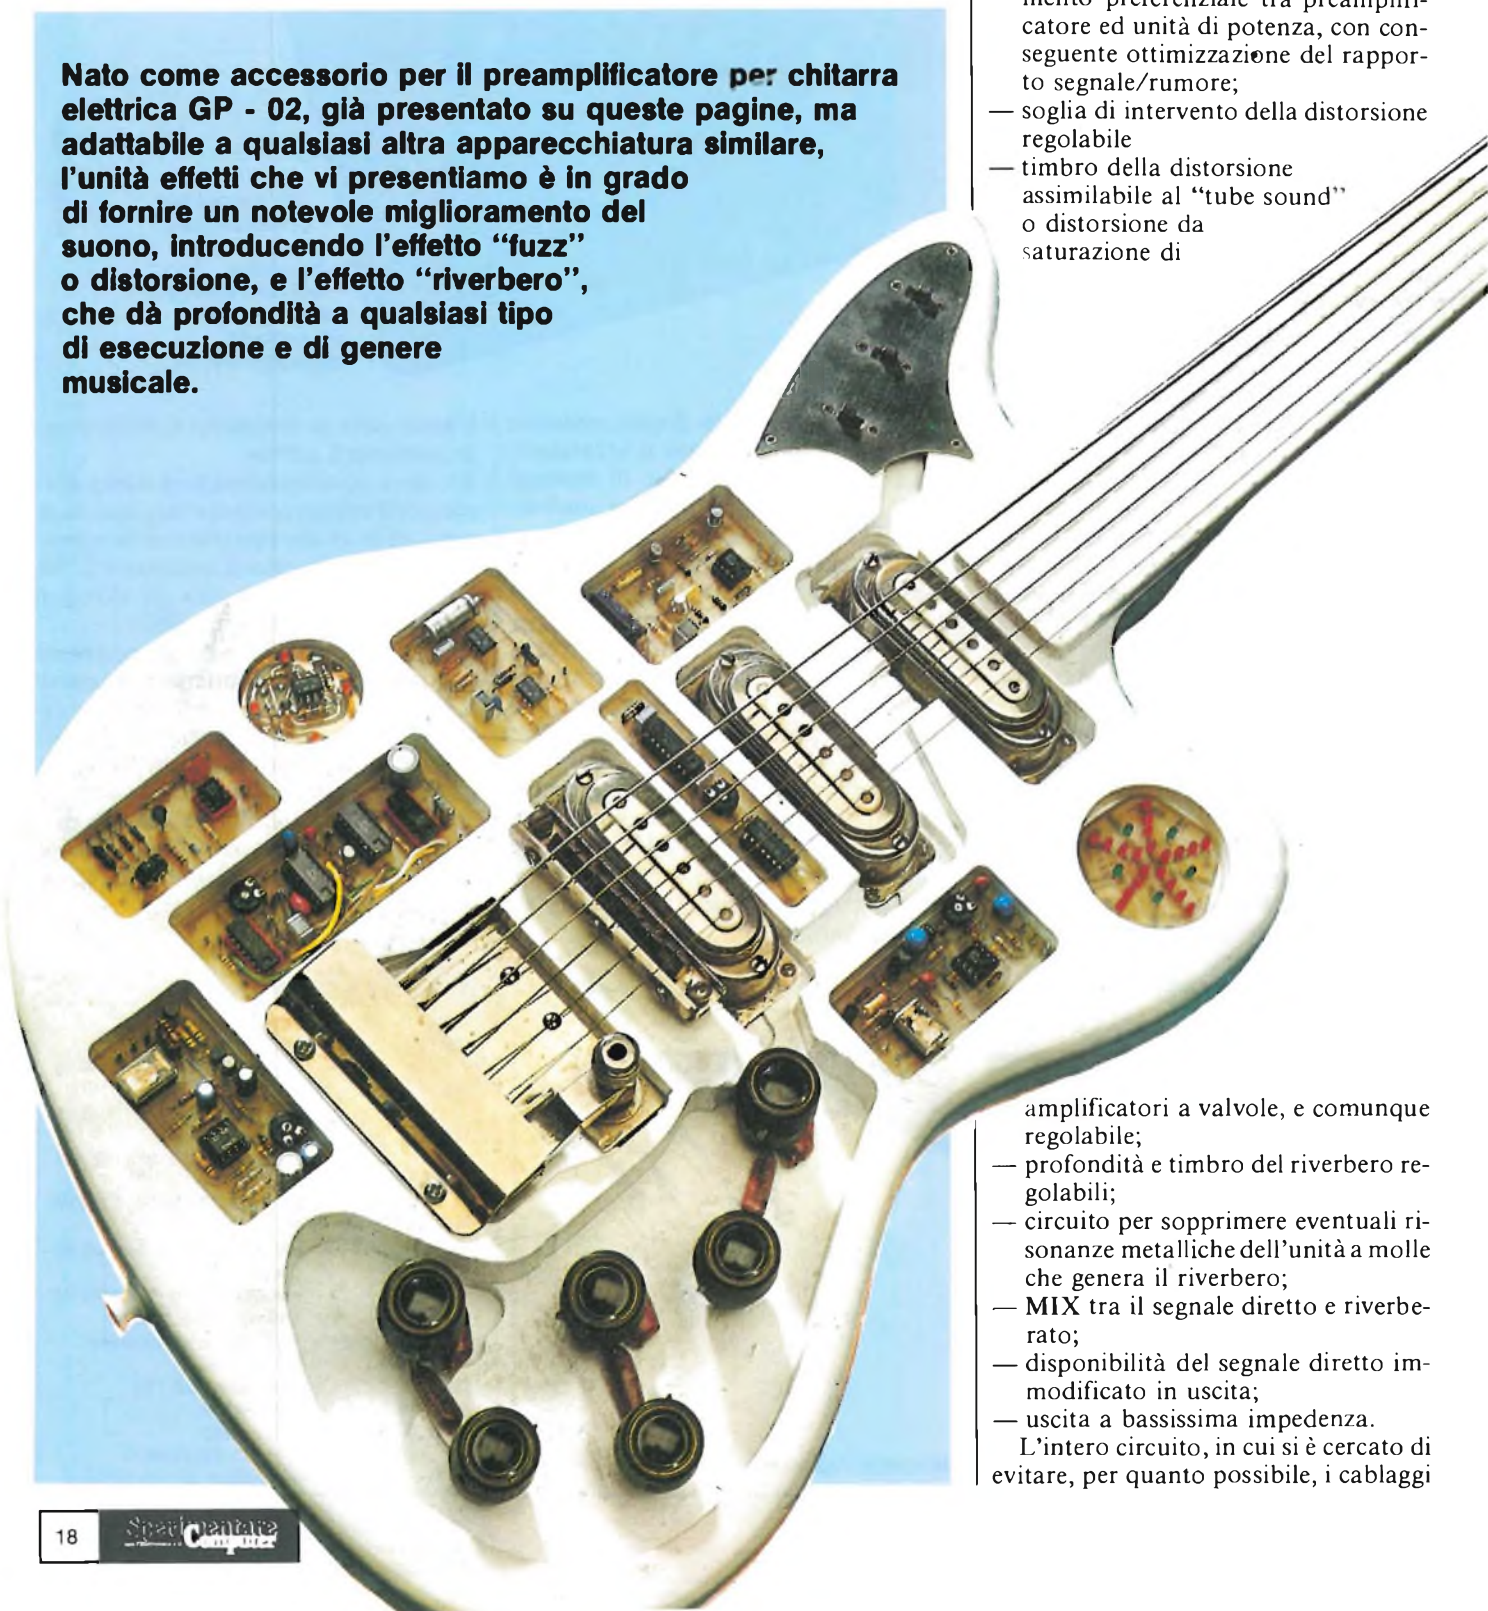 Nato come accessorio per il preamplificatore per chitarra
elettrica GP - 02, già presentato su queste pagine, ma
adattabile a qualsiasi altra apparecchiatura similare,
l'unità effetti che vi presentiamo è in grado
di fornire un notevole miglioramento del
suono, introducendo l'effetto “fuzz”
o distorsione, e l'effetto “riverbero”,
che dà profondità a qualsiasi tipo
di esecuzione e di genere
musicale.
mento preferenziale tra preamplifi-
catore ed unità di potenza, con con-
seguente ottimizzazione del rappor-
to segnale/rumore;
— soglia di intervento della distorsione
regolabile
— timbro della distorsione
assimilabile al “tube sound”
o distorsione da
saturazione di
amplificatori a valvole, e comunque
regolabile;
— profondità e timbro del riverbero re-
golabili;
— circuito per sopprimere eventuali ri-
sonanze metalliche dell'unità a molle
che genera il riverbero;
— MIX tra il segnale diretto e riverbe-
rato;
— disponibilità del segnale diretto im-
modificato in uscita;
— uscita a bassissima impedenza.
L'intero circuito, in cui si è cercato di
evitare, per quanto possibile, i cablaggi
18
Sperimentare
Computer